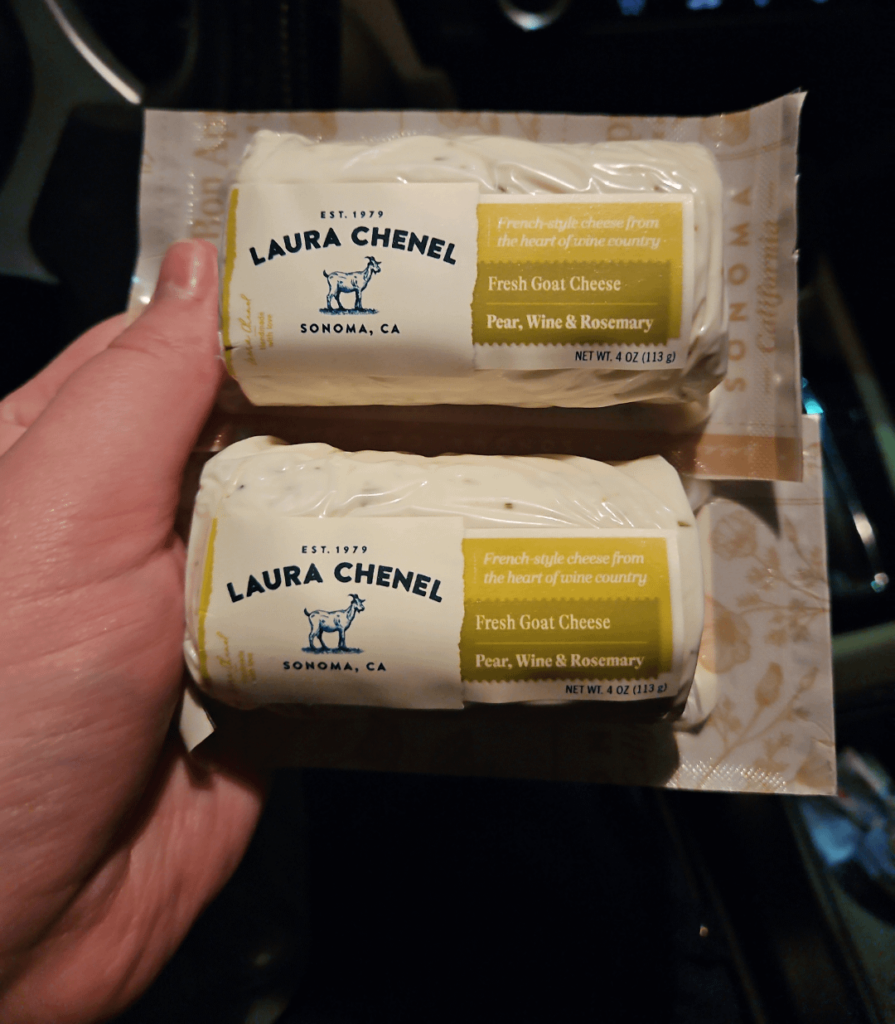 Bon Ap
EST. 1979
LAURA CHENEL
SONOMA, CA
French-style cheese from
the heart of wine country
Fresh Goat Cheese
Pear, Wine & Rosemary
NET WT. 4 OZ (113 g)
SONOMA
California
EST. 1979
LAURA CHENEL
SONOMA, CA
French-style cheese from
the heart of wine country
Fresh Goat Cheese
Pear, Wine & Rosemary
NET WT. 4 OZ (113 g)